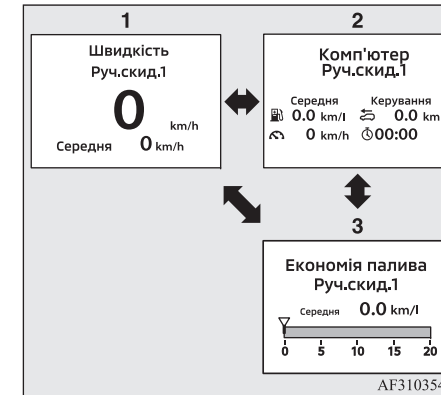 1
Швидкість
Руч.скид.1
0 km/h
Середня 0 km/h
2
Комп'ютер
Руч.скид.1
Середня Керування
0.0 km/l 0.0 km
0 km/h 00:00
3
Економія палива
Руч.скид.1
Середня 0.0 km/l
0 5 10 15 20
AF310354